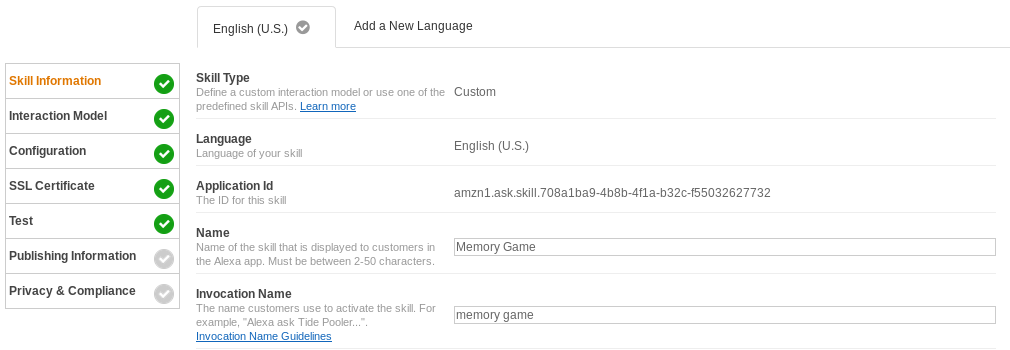 English (U.S.)
Add a New Language
Skill Information
Interaction Model
Configuration
SSL Certificate
Test
Publishing Information
Privacy & Compliance
Skill Type
Define a custom interaction model or use one of the
predefined skill APIs. Learn more
Custom
Language
Language of your skill
English (U.S.)
Application Id
The ID for this skill
amzn1.ask.skill.708a1ba9-4b8b-4f1a-b32c-f55032627732
Name
Name of the skill that is displayed to customers in
the Alexa app. Must be between 2-50 characters.
Memory Game
Invocation Name
The name customers use to activate the skill. For
example, "Alexa ask Tide Pooler...".
Invocation Name Guidelines
memory game